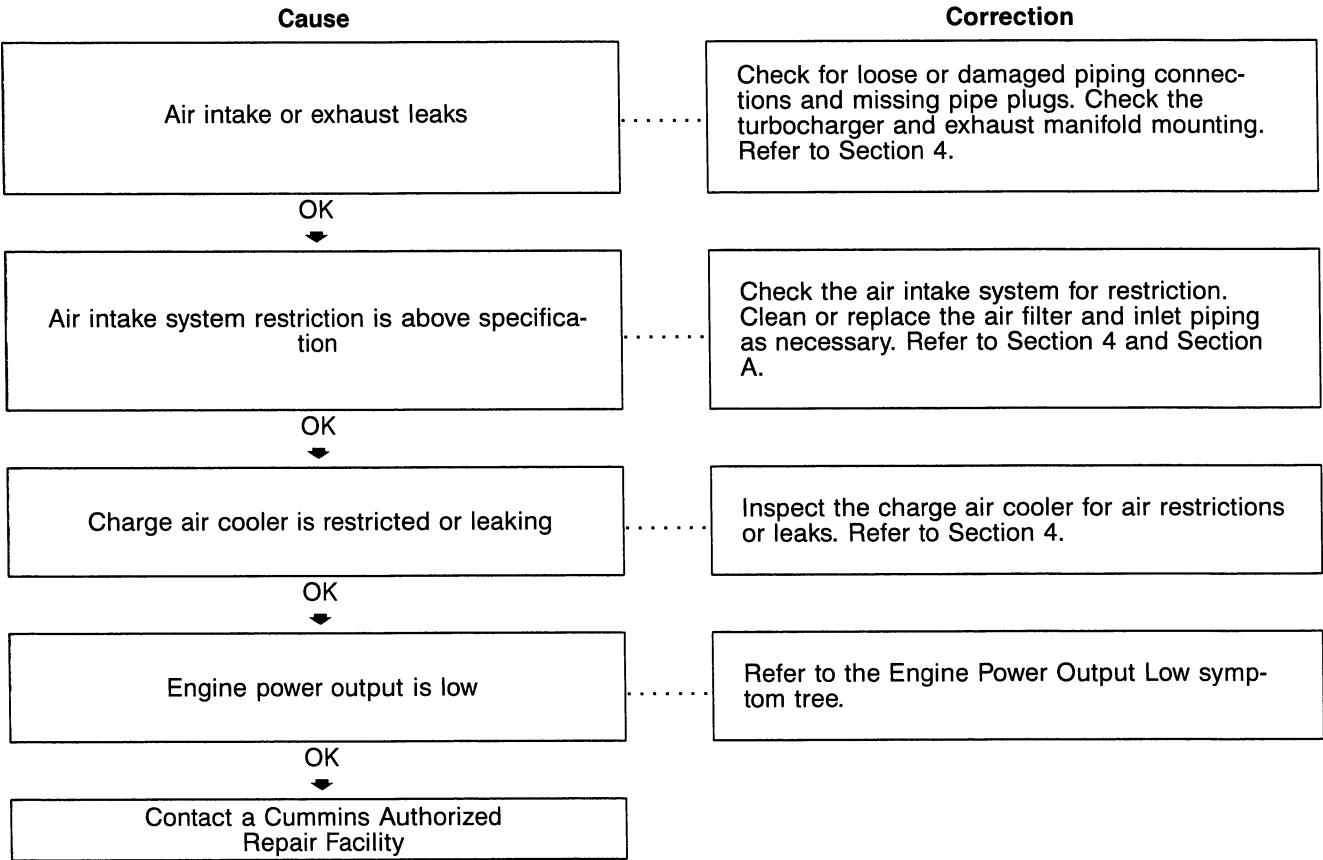 Cause
Correction
Air intake or exhaust leaks
Check for loose or damaged piping connec-
tions and missing pipe plugs. Check the
turbocharger and exhaust manifold mounting.
Refer to Section 4.
OK
Air intake system restriction is above specifica-
tion
Check the air intake system for restriction.
Clean or replace the air filter and inlet piping
as necessary. Refer to Section 4 and Section
A.
OK
Charge air cooler is restricted or leaking
Inspect the charge air cooler for air restrictions
or leaks. Refer to Section 4.
OK
Engine power output is low
Refer to the Engine Power Output Low symp-
tom tree.
OK
Contact a Cummins Authorized
Repair Facility